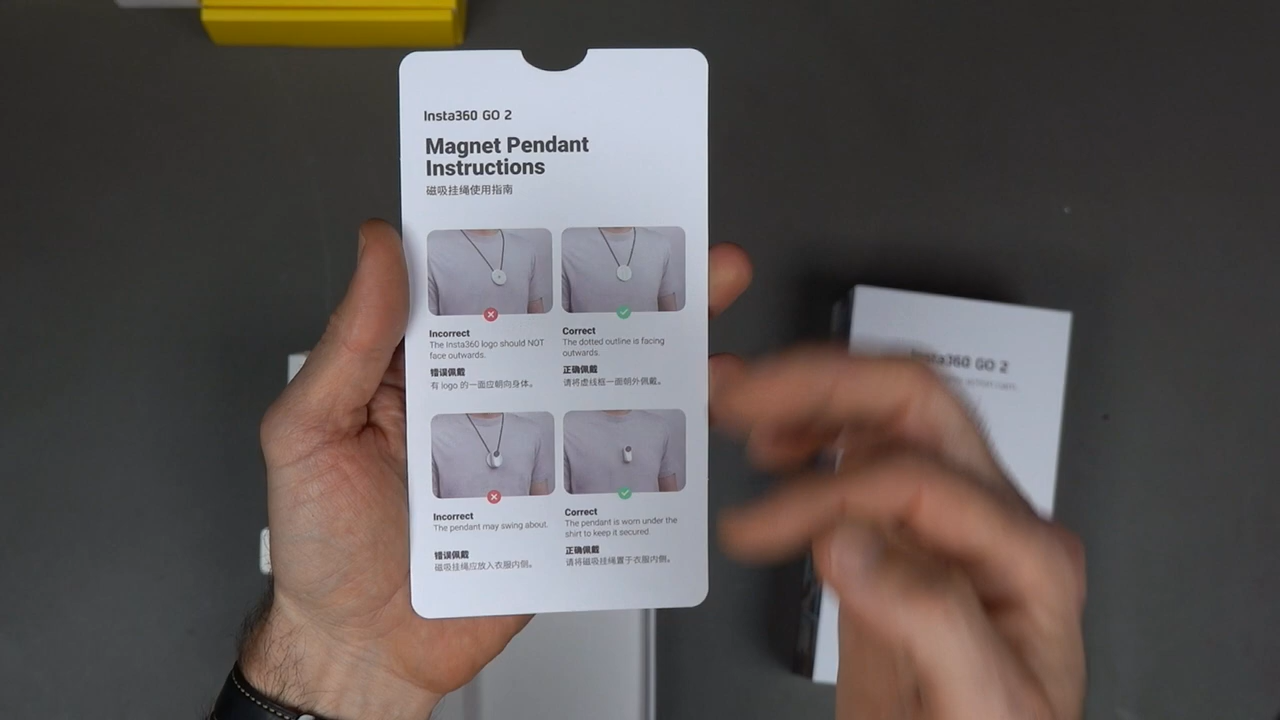 Insta360 GO 2
Magnet Pendant
Instructions
磁吸挂绳使用指南
Incorrect
The Insta360 logo should NOT
face outwards.
错误佩戴
有 logo 的一面应朝向身体。
Correct
The dotted outline is facing
outwards.
正确佩戴
请将虚线框一面朝外佩戴。
Incorrect
The pendant may swing about.
错误佩戴
磁吸挂绳应放入衣服内侧。
Correct
The pendant is worn under the
shirt to keep it secured
正确佩戴
请将磁吸挂绳置于衣服内侧。
Insta360 GO 2
action cam